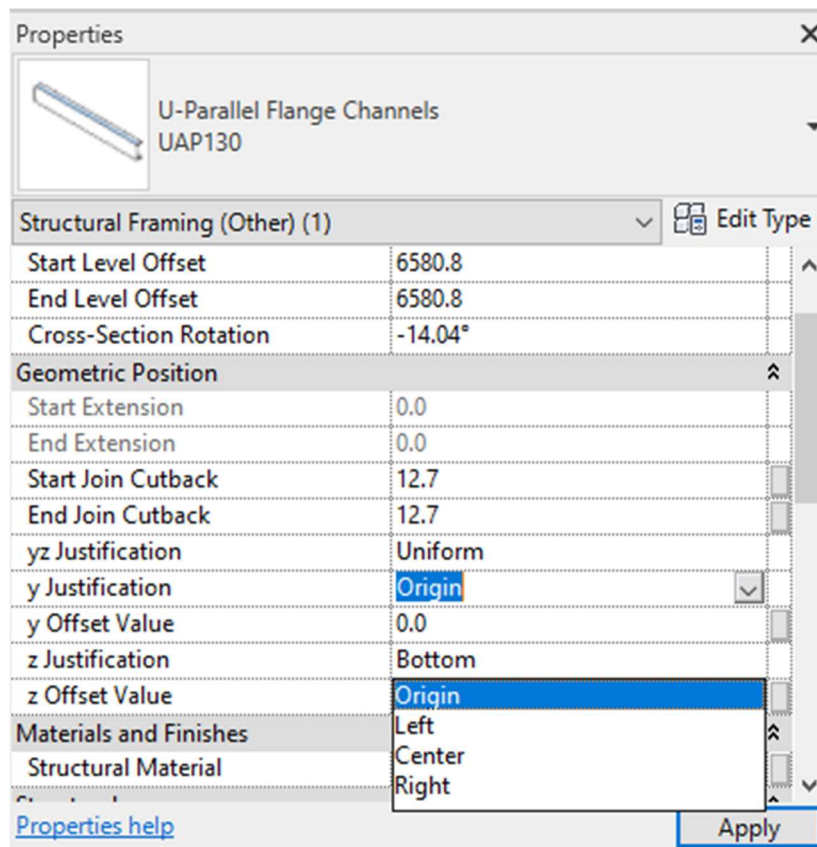 Properties
U-Parallel Flange Channels
UAP130
Structural Framing (Other) (1) Edit Type
Start Level Offset 6580.8
End Level Offset 6580.8
Cross-Section Rotation -14.04°
Geometric Position
Start Extension 0.0
End Extension 0.0
Start Join Cutback 12.7
End Join Cutback 12.7
yz Justification Uniform
y Justification Origin
y Offset Value 0.0
z Justification Bottom
z Offset Value Origin
Left
Materials and Finishes
Center
Structural Material
Right
Properties help Apply